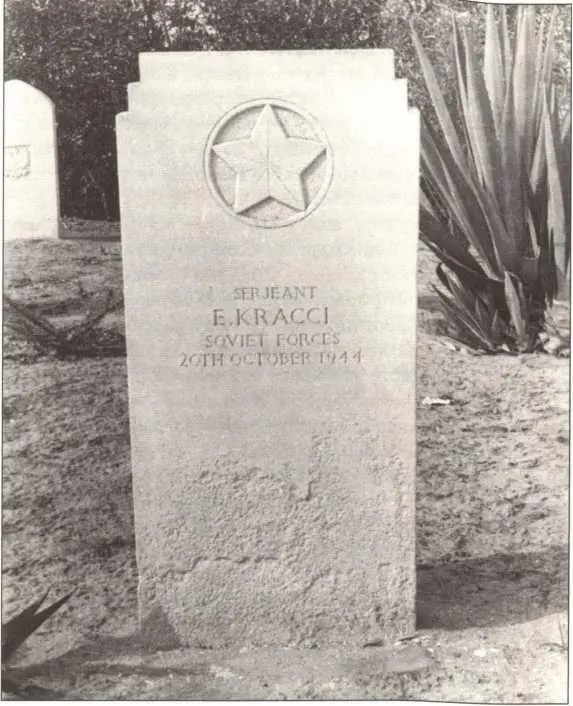 SERJEANT
E. KRACCI
SOVIET FORCES
20TH OCTOBER 1944